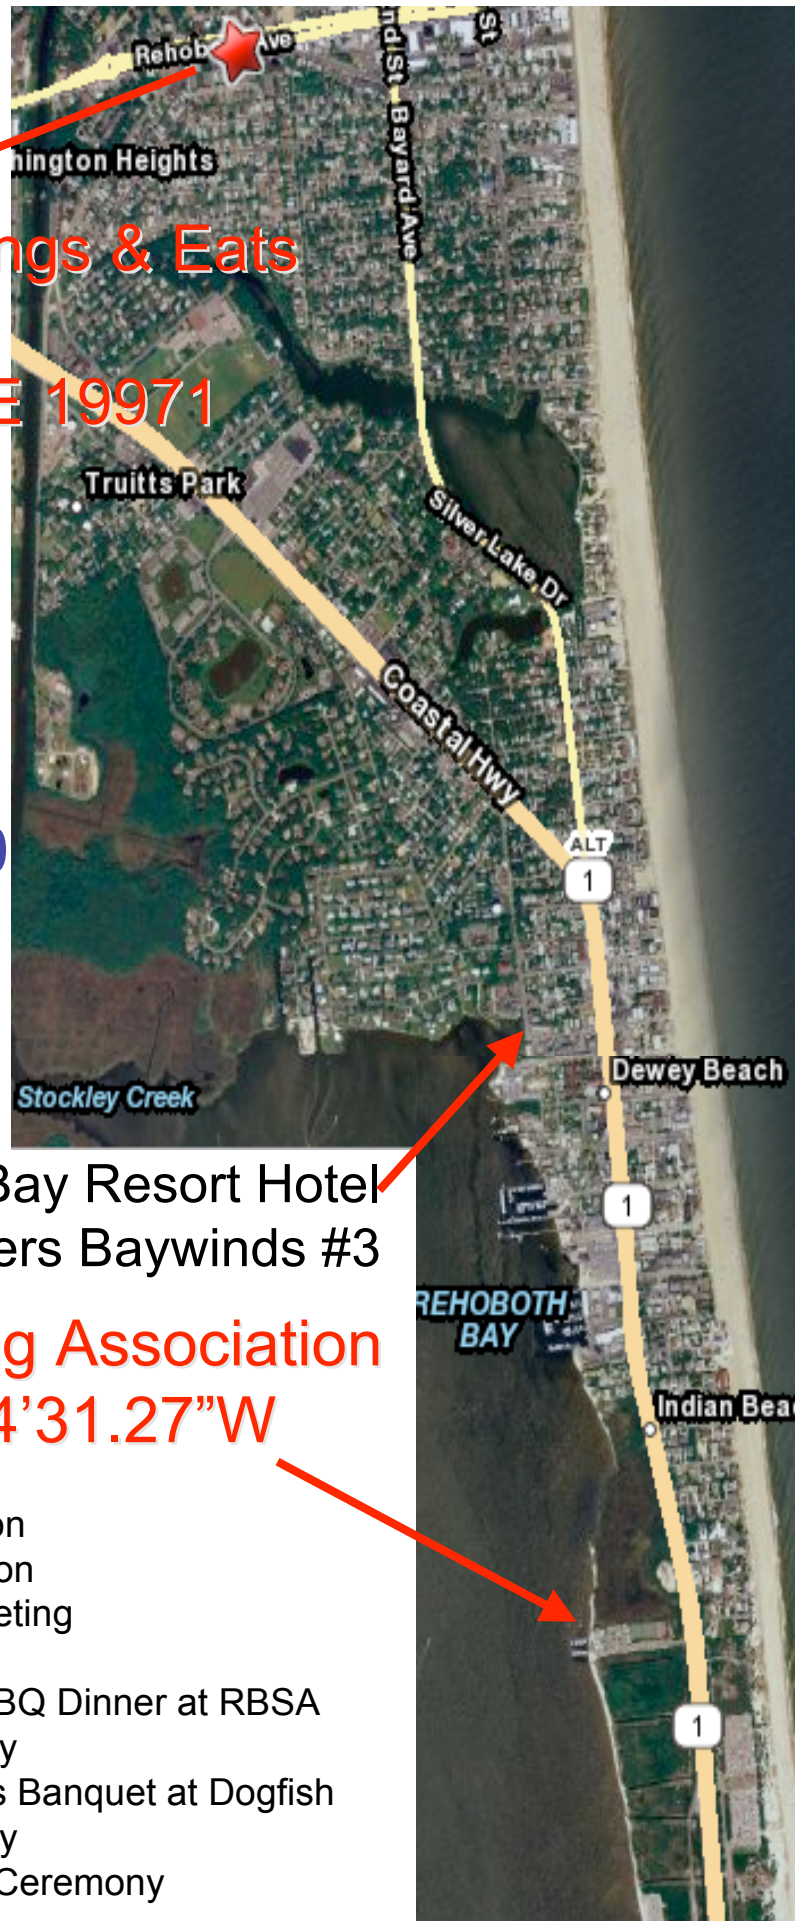 Rehob Ave
nd St
St
Bayard Ave
hington Heights
ngs & Eats
E 19971
Truitts Park
Silver Lake Dr
Coastal Hwy
ALT
1
Dewey Beach
Stockley Creek
Bay Resort Hotel
1
ers Baywinds #3
REHOBOTH
BAY
g Association
4’31.27”W
Indian Bea
on
on
eting
BQ Dinner at RBSA
1
y
s Banquet at Dogfish
y
Ceremony